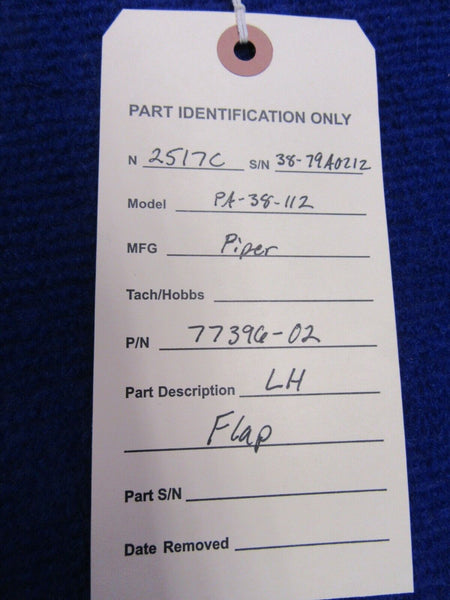 PART IDENTIFICATION ONLY
N 2517C S/N 38-79A0212
Model PA-38-112
MFG Piper
Tach/Hobbs
P/N 77396-02
Part Description LH
Flap
Part S/N
Date Removed